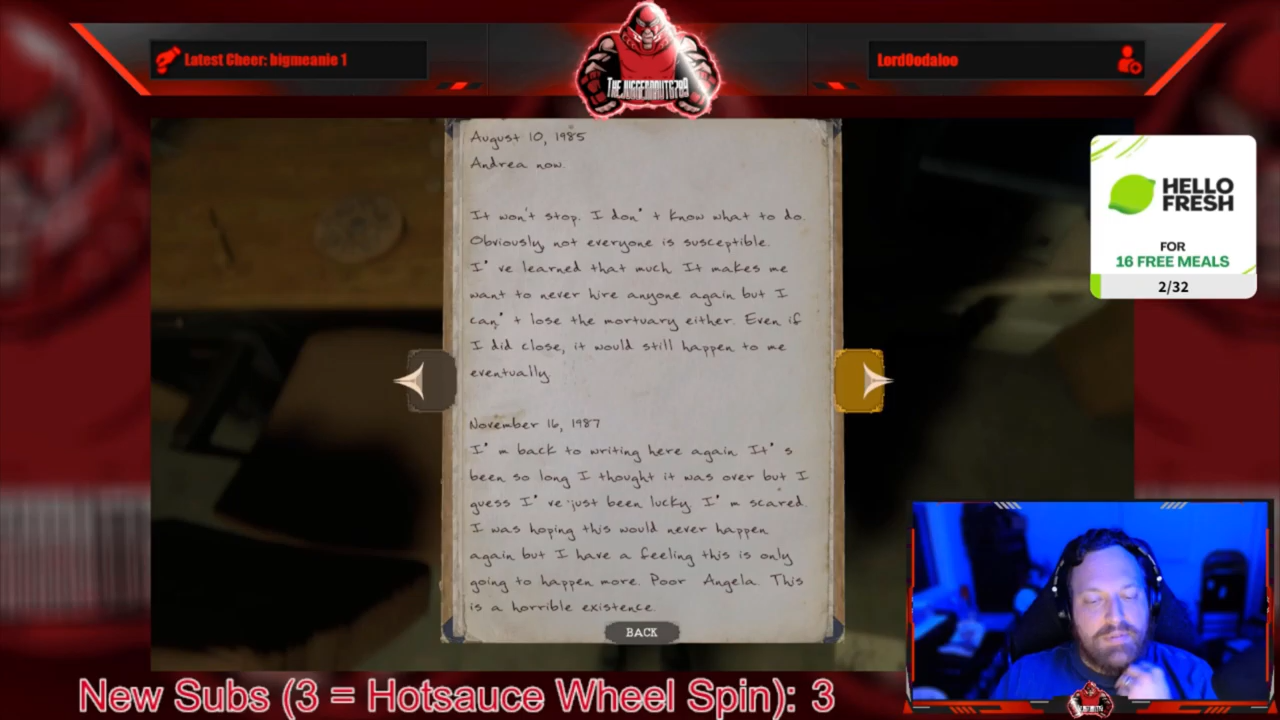 Latest Cheer: bigmeanie 1
THEJUGGERNAUT6789
LordOodaloo
August 10, 1985
Andrea now.
It won't stop. I don't know what to do.
Obviously, not everyone is susceptible.
I've learned that much. It makes me
want to never hire anyone again but I
can't lose the mortuary either. Even if
I did close, it would still happen to me
eventually.
November 16, 1987
I'm back to writing here again. It's
been so long I thought it was over but I
guess I've just been lucky. I'm scared.
I was hoping this would never happen
again but I have a feeling this is only
going to happen more. Poor Angela. This
is a horrible existence.
BACK
HELLO
FRESH
FOR
16 FREE MEALS
2/32
New Subs (3 = Hotsauce Wheel Spin): 3